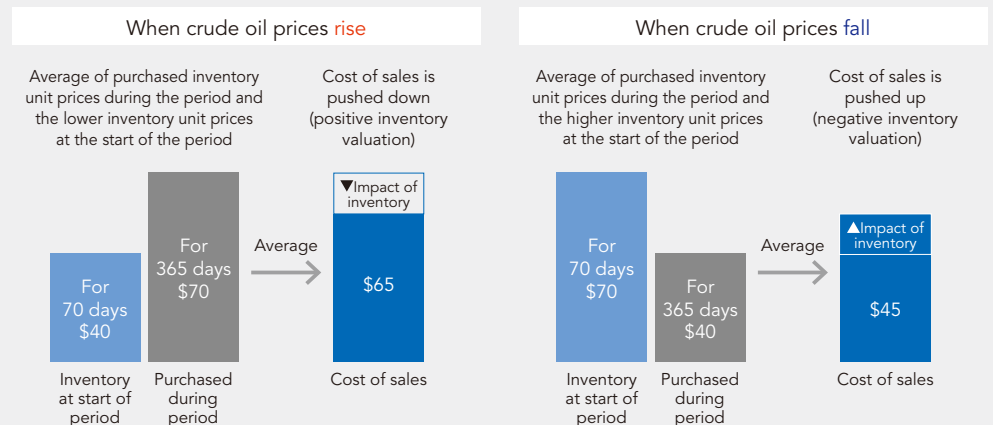 When crude oil prices rise
Average of purchased inventory
unit prices during the period and
the lower inventory unit prices
at the start of the period
Cost of sales is
pushed down
(positive inventory
valuation)
For
70 days
$40
For
365 days
$70
Average
▼Impact of
inventory
$65
Inventory
at start of
period
Purchased
during
period
Cost of sales
When crude oil prices fall
Average of purchased inventory
unit prices during the period and
the higher inventory unit prices
at the start of the period
Cost of sales is
pushed up
(negative inventory
valuation)
For
70 days
$70
For
365 days
$40
Average
▲Impact of
inventory
$45
Inventory
at start of
period
Purchased
during
period
Cost of sales